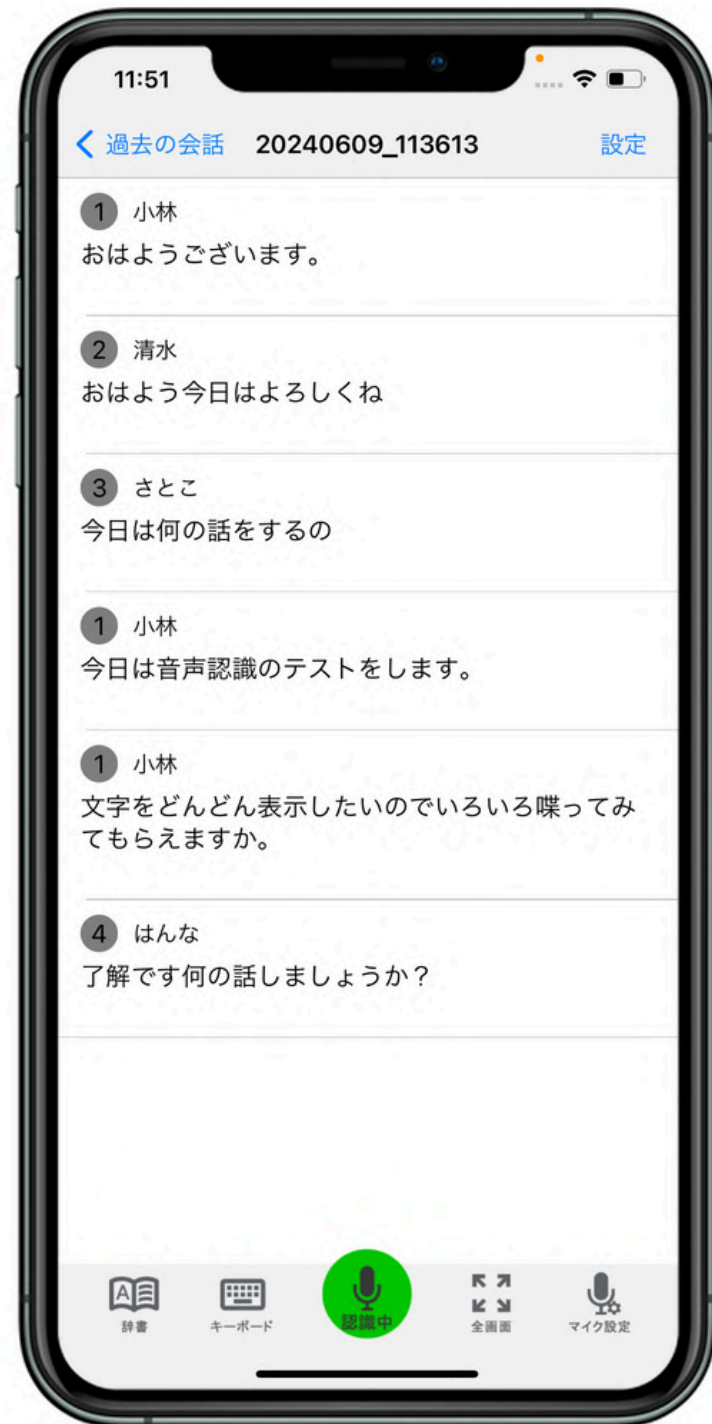 11:51
過去の会話 20240609_113613 設定
1 小林
おはようございます。
2 清水
おはよう今日はよろしくね
3 さとこ
今日は何の話をするの
1 小林
今日は音声認識のテストをします。
1 小林
文字をどんどん表示したいのでいろいろ喋ってみ
てもらえますか。
4 はんな
了解です何の話しましょうか？
辞書 キーボード 認識中 全画面 マイク設定